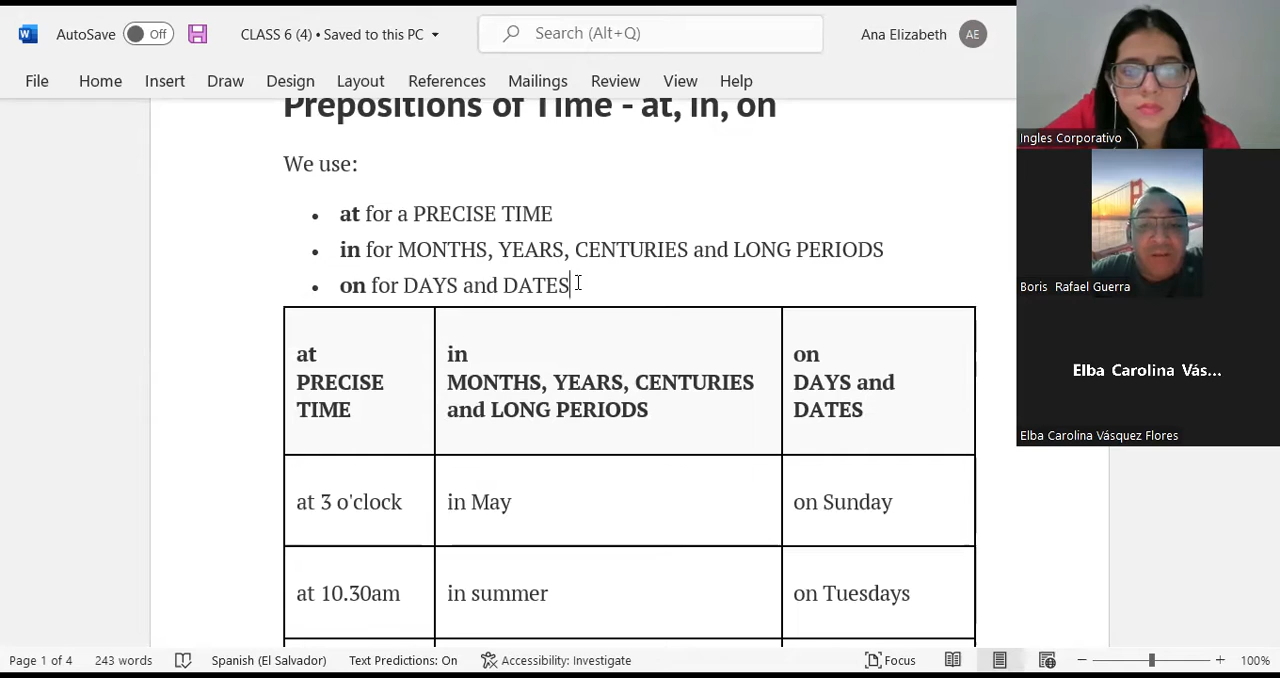 AutoSave Off CLASS 6 (4) • Saved to this PC Search (Alt+Q) Ana Elizabeth AE
File Home Insert Draw Design Layout References Mailings Review View Help
Prepositions of Time - at, in, on
We use:
• at for a PRECISE TIME
• in for MONTHS, YEARS, CENTURIES and LONG PERIODS
• on for DAYS and DATES
at
PRECISE
TIME
in
MONTHS, YEARS, CENTURIES
and LONG PERIODS
on
DAYS and
DATES
at 3 o'clock in May on Sunday
at 10.30am in summer on Tuesdays
Page 1 of 4 243 words Spanish (El Salvador) Text Predictions: On Accessibility: Investigate Focus 100%
Ingles Corporativo
Boris Rafael Guerra
Elba Carolina Vás...
Elba Carolina Vásquez Flores